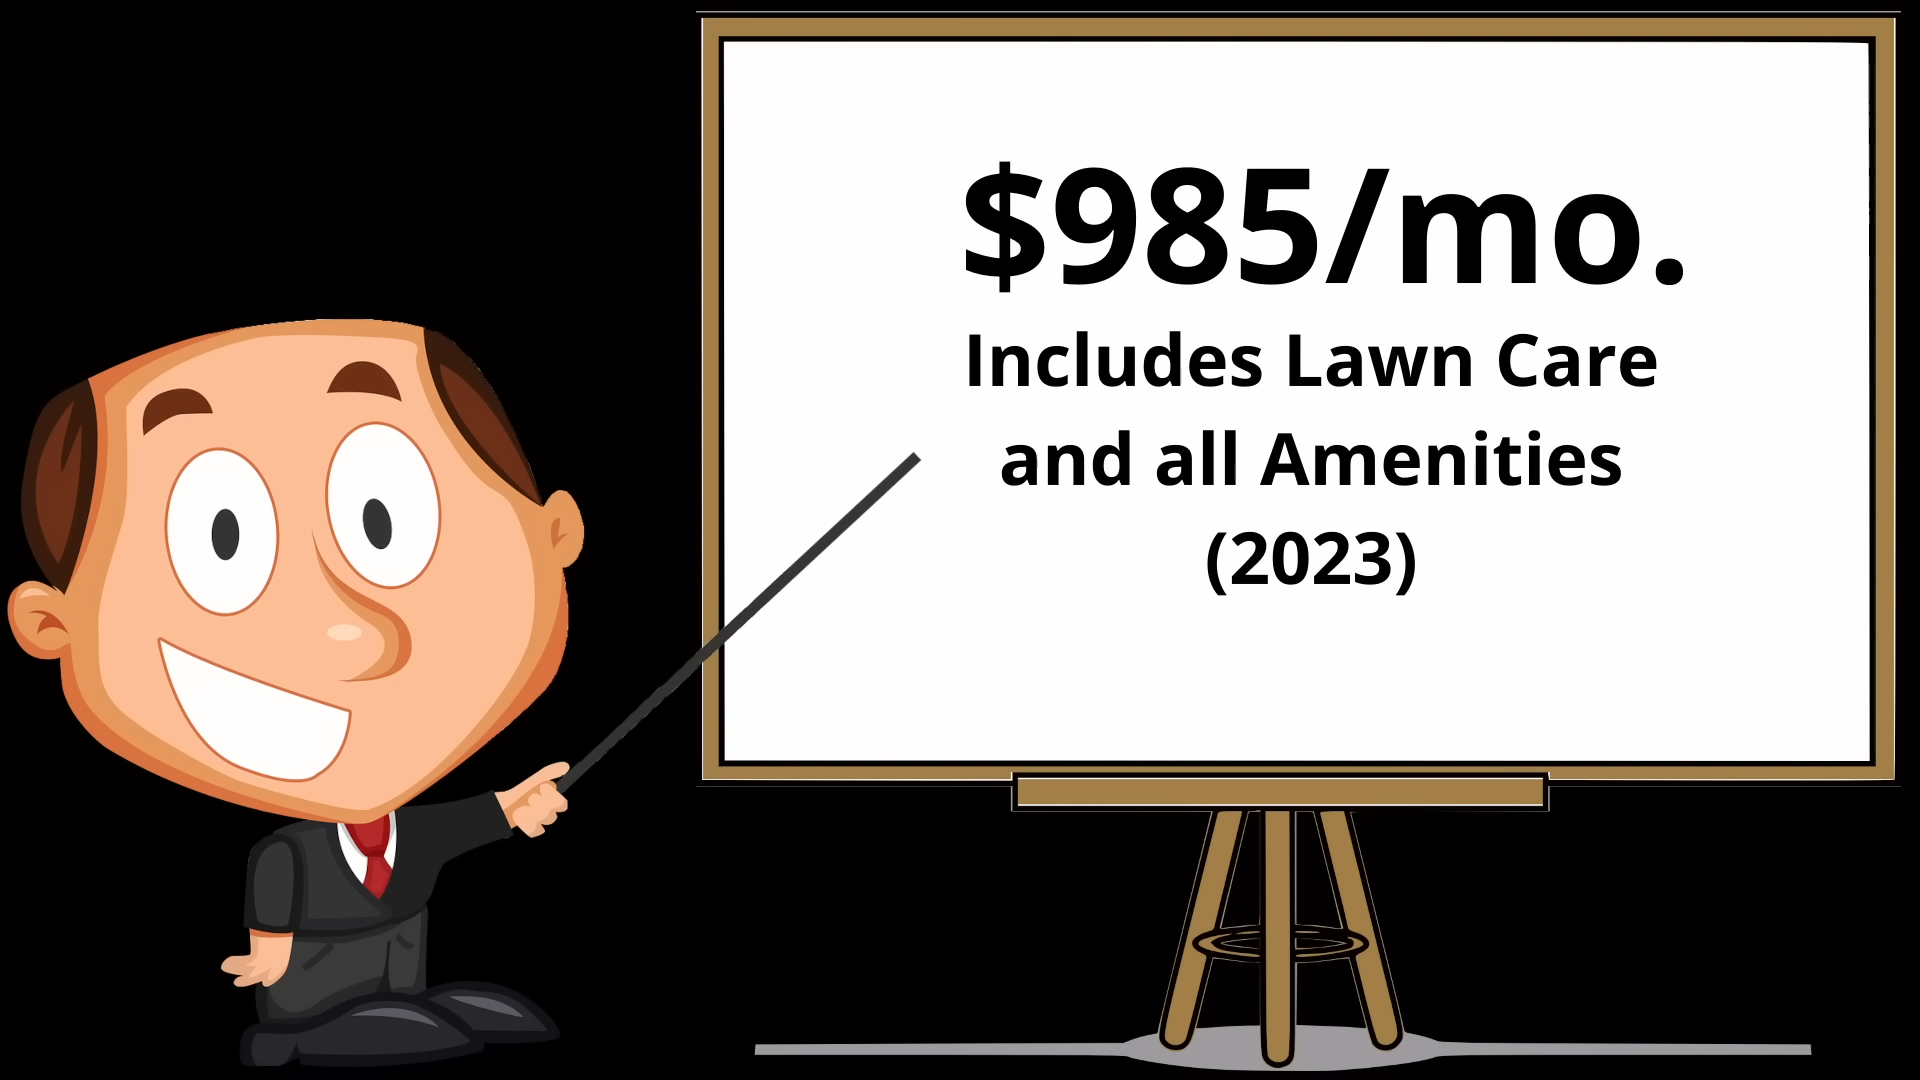 $985/mo.
Includes Lawn Care
and all Amenities
(2023)